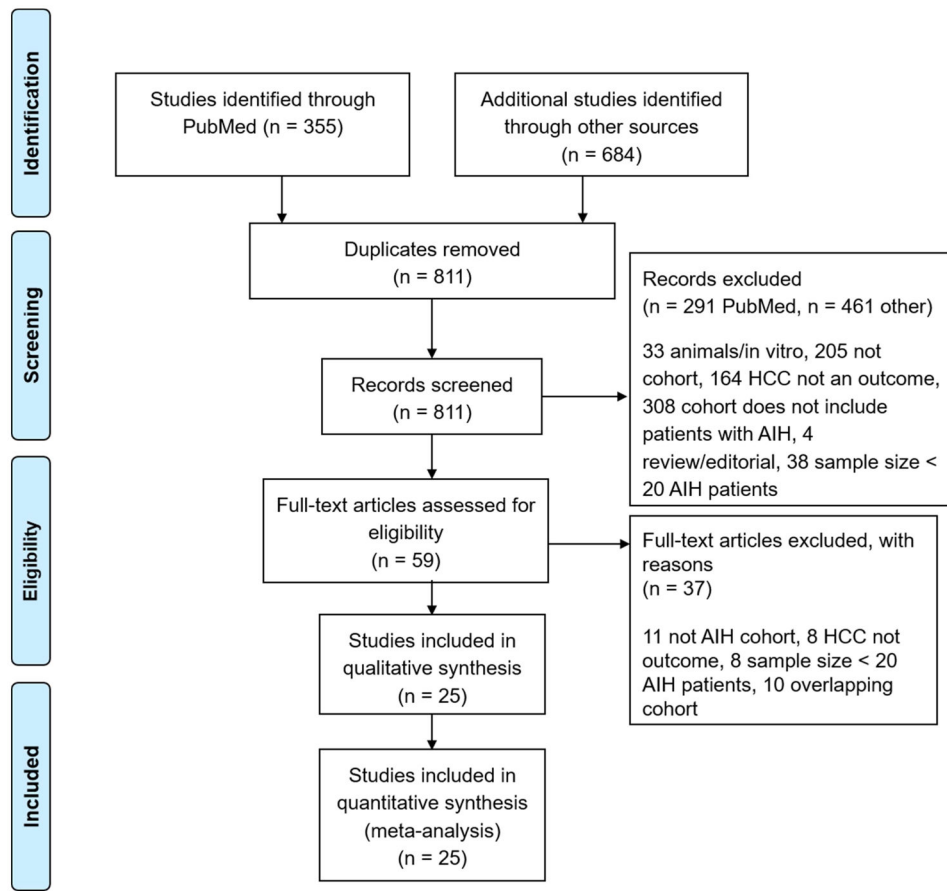 Identification
Studies identified through
PubMed (n = 355)
Additional studies identified
through other sources
(n = 684)
Screening
Duplicates removed
(n = 811)
Records excluded
(n = 291 PubMed, n = 461 other)
33 animals/in vitro, 205 not
cohort, 164 HCC not an outcome,
308 cohort does not include
patients with AIH, 4
review/editorial, 38 sample size <
20 AIH patients
Records screened
(n = 811)
Eligibility
Full-text articles assessed for
eligibility
(n = 59)
Full-text articles excluded, with
reasons
(n = 37)
11 not AIH cohort, 8 HCC not
outcome, 8 sample size < 20
AIH patients, 10 overlapping
cohort
Studies included in
qualitative synthesis
(n = 25)
Included
Studies included in
quantitative synthesis
(meta-analysis)
(n = 25)